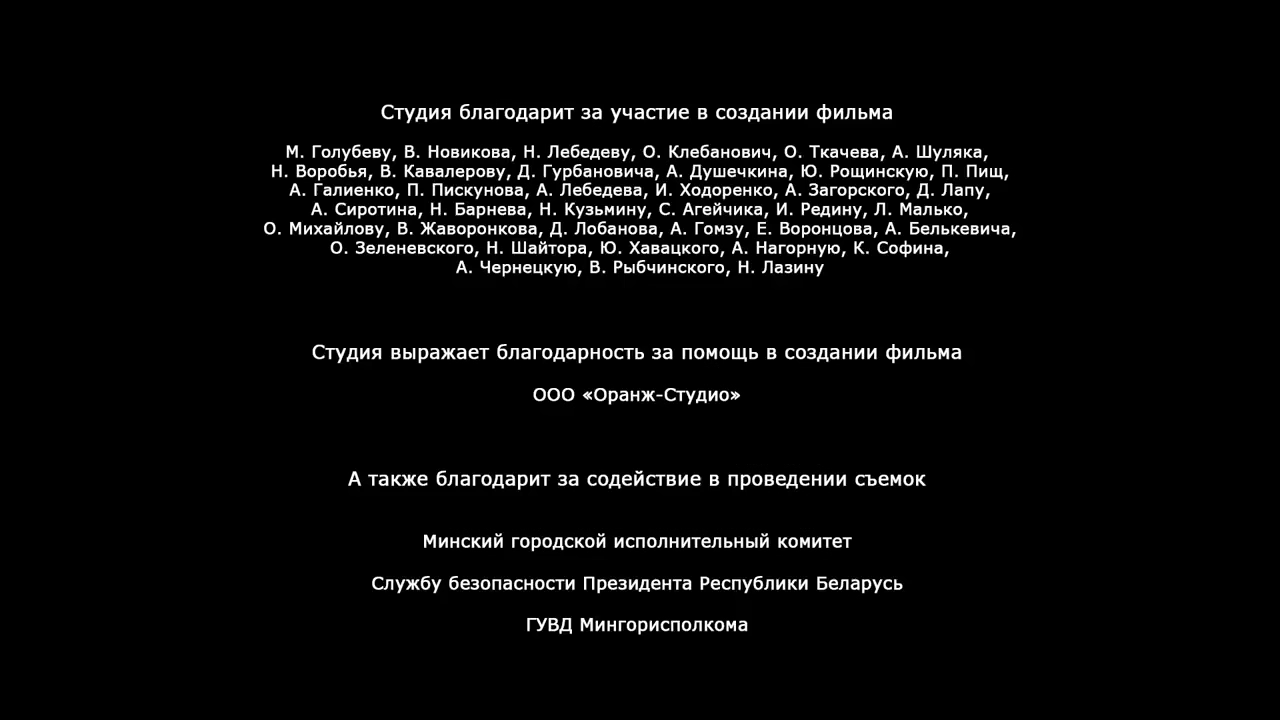 Студия благодарит за участие в создании фильма
М. Голубеву, В. Новикова, Н. Лебедеву, О. Клебанович, О. Ткачева, А. Шуляка,
Н. Воробья, В. Кавалерову, Д. Гурбановича, А. Душечкина, Ю. Рощинскую, П. Пищ,
А. Галиенко, П. Пискунова, А. Лебедева, И. Ходоренко, А. Загорского, Д. Лапу,
А. Сиротина, Н. Барнева, Н. Кузьмину, С. Агейчика, И. Редину, Л. Малько,
О. Михайлову, В. Жаворонкова, Д. Лобанова, А. Гомзу, Е. Воронцова, А. Белькевича,
О. Зеленевского, Н. Шайтора, Ю. Хавацкого, А. Нагорную, К. Софина,
А. Чернецкую, В. Рыбчинского, Н. Лазину
Студия выражает благодарность за помощь в создании фильма
ООО «Оранж-Студио»
А также благодарит за содействие в проведении съемок
Минский городской исполнительный комитет
Службу безопасности Президента Республики Беларусь
ГУВД Мингорисполкома